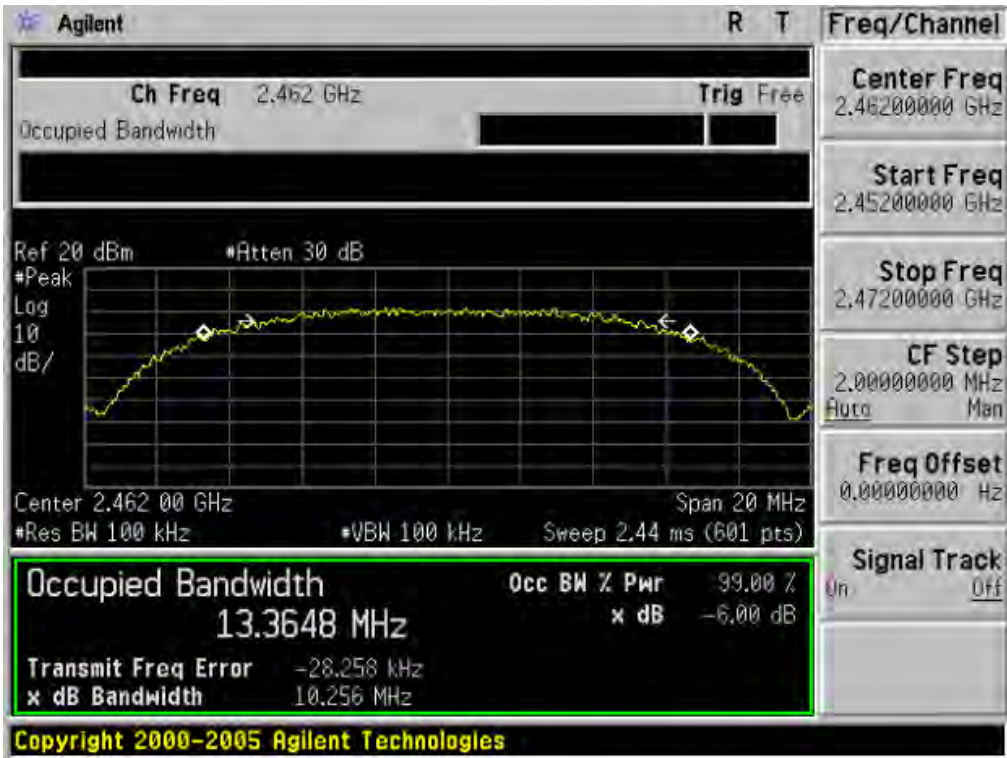 Agilent R T Freq/Channel
Ch Freq 2.462 GHz Trig Free
Occupied Bandwidth
Center Freq
2.46200000 GHz
Start Freq
2.45200000 GHz
Stop Freq
2.47200000 GHz
CF Step
2.00000000 MHz
Auto Man
Freq Offset
0.00000000 Hz
Signal Track
On Off
Ref 20 dBm #Atten 30 dB
#Peak
Log
10
dB/
Center 2.462 00 GHz Span 20 MHz
#Res BW 100 kHz #VBW 100 kHz Sweep 2.44 ms (601 pts)
Occupied Bandwidth Occ BW % Pwr 99.00 %
13.3648 MHz x dB -6.00 dB
Transmit Freq Error -28.258 kHz
x dB Bandwidth 10.256 MHz
Copyright 2000-2005 Agilent Technologies